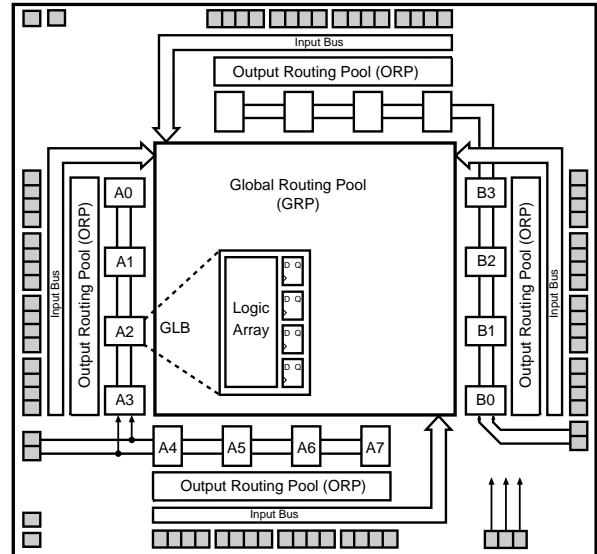 Input Bus
Output Routing Pool (ORP)
Global Routing Pool
(GRP)
Input Bus
Output Routing Pool (ORP)
A0
A1
A2
A3
GLB
Logic
Array
D Q
D Q
D Q
D Q
B3
B2
B1
B0
Output Routing Pool (ORP)
Input Bus
A4
A5
A6
A7
Output Routing Pool (ORP)
Input Bus